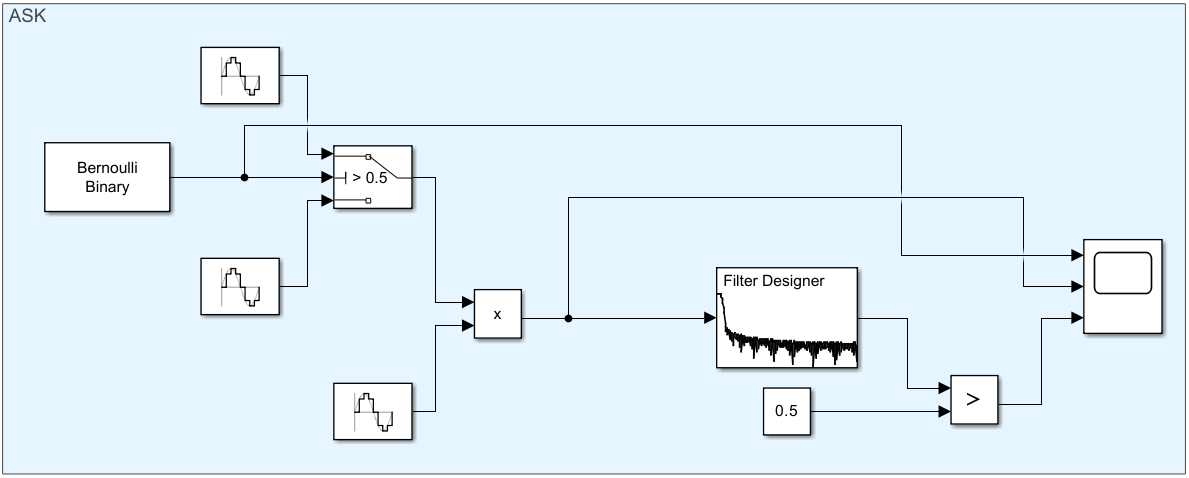 ASK
Bernoulli
Binary
> 0.5
x
Filter Designer
0.5
>